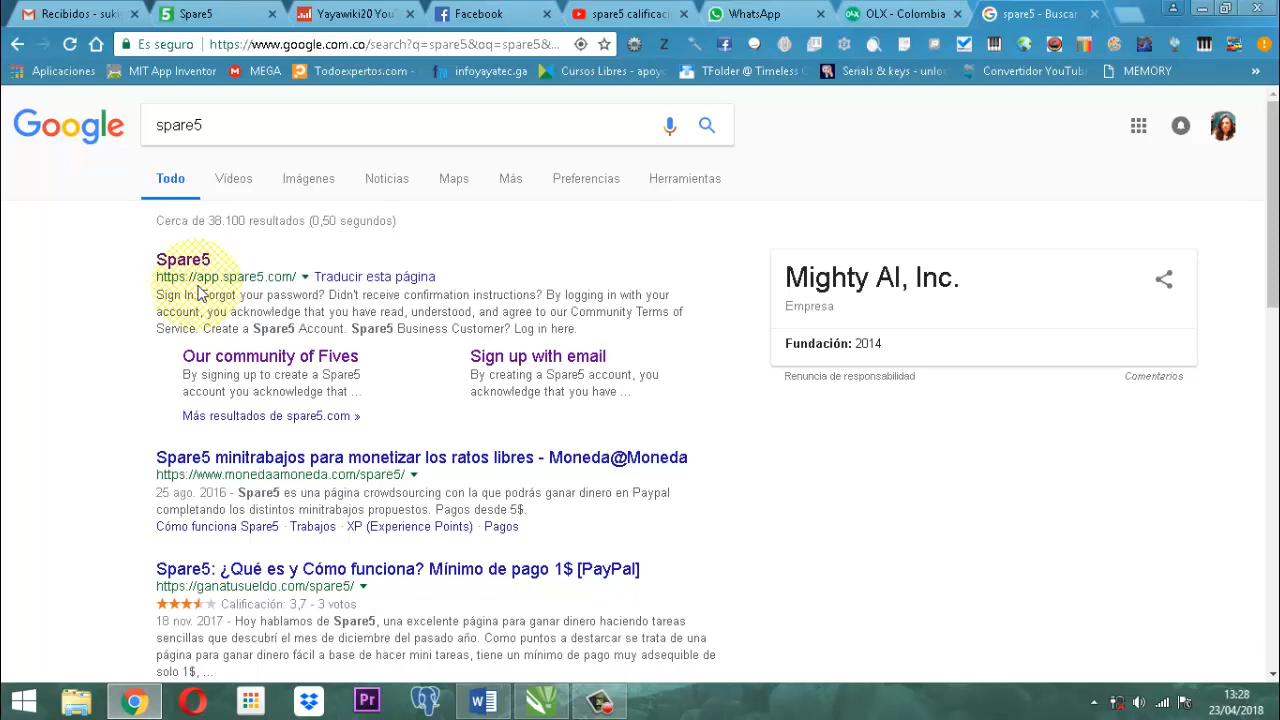 Recibidos - suki
Spare5
Yerawiki20 YouT
Facebook
spare5 calificaci
WhatsApp
OLX - Colombia
spare5 - Buscar
Es seguro
https://www.google.com.co/search?q=spare5&oq=spare5&...
Aplicaciones
MIT App Inventor
MEGA
Todoexpertos.com -
infoyayatec.ga
Cursos Libres - apoy
TFolder @ Timeless
Serials & keys - unlo
Convertidor YouTub
MEMORY
»
Google
spare5
Todo
Vídeos
Imágenes
Noticias
Maps
Más
Preferencias
Herramientas
Cerca de 38.100 resultados (0,50 segundos)
Spare5
https://app.spare5.com/ Traducir esta página
Sign In. Forgot your password? Didn't receive confirmation instructions? By logging in with your
account, you acknowledge that you have read, understood, and agree to our Community Terms of
Service. Create a Spare5 Account. Spare5 Business Customer? Log in here.
Our community of Fives
By signing up to create a Spare5
account you acknowledge that ...
Sign up with email
By creating a Spare5 account, you
acknowledge that you have ...
Más resultados de spare5.com »
Spare5 minitrabajos para monetizar los ratos libres - Moneda@Moneda
https://www.monedaamoneda.com/spare5/
25 ago. 2016 - Spare5 es una página crowdsourcing con la que podrás ganar dinero en Paypal
completando los distintos minitrabajos propuestos. Pagos desde 5$.
Cómo funciona Spare5 · Trabajos · XP (Experience Points) · Pagos
Spare5: ¿Qué es y Cómo funciona? Mínimo de pago 1$ [PayPal]
https://ganatusueldo.com/spare5/
Calificación: 3,7 - 3 votos
18 nov. 2017 - Hoy hablamos de Spare5, una excelente página para ganar dinero haciendo tareas
sencillas que descubrí el mes de diciembre del pasado año. Como puntos a destarcar se trata de una
página para ganar dinero fácil a base de hacer mini tareas, tiene un mínimo de pago muy adsequible de
solo 1$, ...
Mighty AI, Inc.
Empresa
Fundación: 2014
Renuncia de responsabilidad
Comentarios
Pr
13:28
23/04/2018